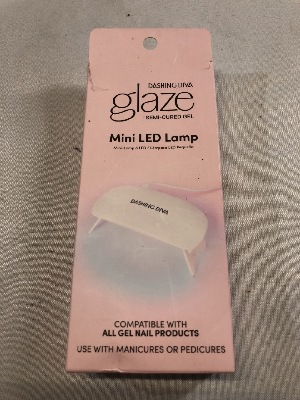 DASHING DIVA
glaze
SEMI-CURED GEL
Mini LED Lamp
DASHING DIVA
COMPATIBLE WITH
ALL GEL NAIL PRODUCTS
USE WITH MANICURES OR PEDICURES